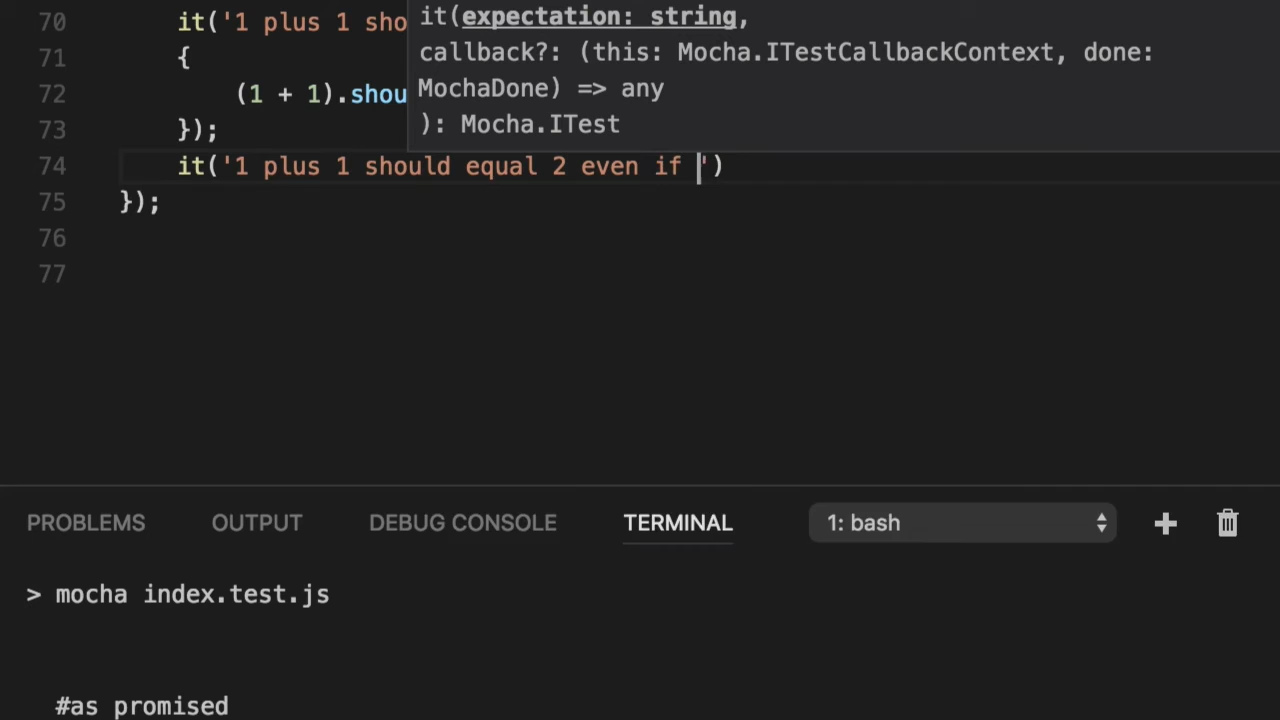 70 it('1 plus 1 sho
it(expectation: string,
71 {
callback?: (this: Mocha.ITestCallbackContext, done:
72 (1 + 1).shou
MochaDone) => any
73 });
): Mocha.ITest
74 it('1 plus 1 should equal 2 even if ')
75 });
76
77
PROBLEMS OUTPUT DEBUG CONSOLE TERMINAL 1: bash
> mocha index.test.js
#as promised